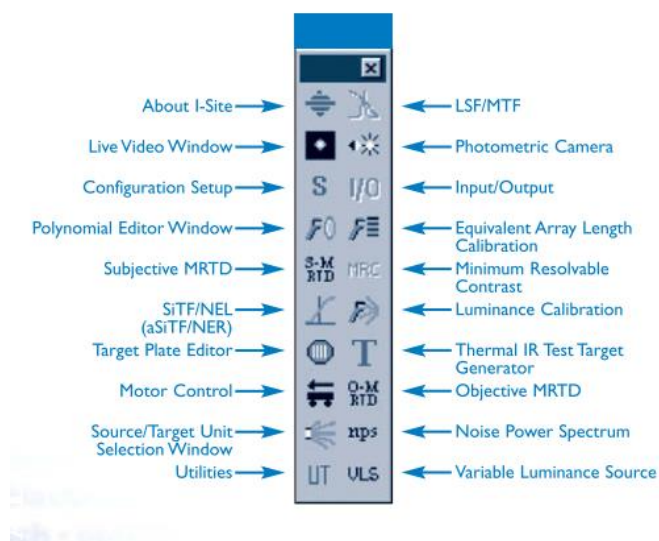 About I-Site
LSF/MTF
Live Video Window
Photometric Camera
Configuration Setup
S
I/O
Input/Output
Polynomial Editor Window
F()
F
Equivalent Array Length
Calibration
Subjective MRTD
S-M
RTD
MRC
Minimum Resolvable
Contrast
SiTF/NEL
(aSiTF/NER)
F
Luminance Calibration
Target Plate Editor
T
Thermal IR Test Target
Generator
Motor Control
O-M
RTD
Objective MRTD
Source/Target Unit
Selection Window
nps
Noise Power Spectrum
Utilities
UT
VLS
Variable Luminance Source